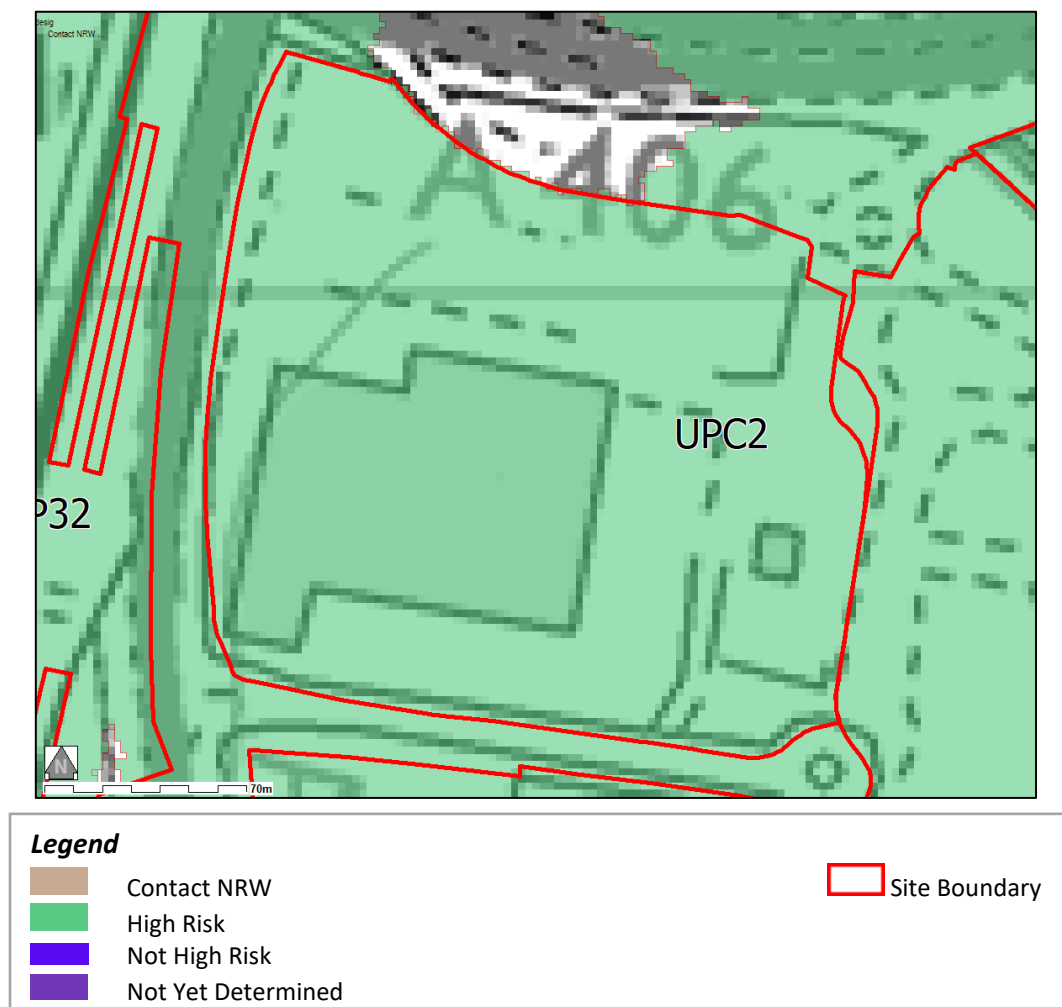 desig
Contact NRW ...
A.406
UPC2
P32
N
70m
Legend
Contact NRW
High Risk
Not High Risk
Not Yet Determined
Site Boundary